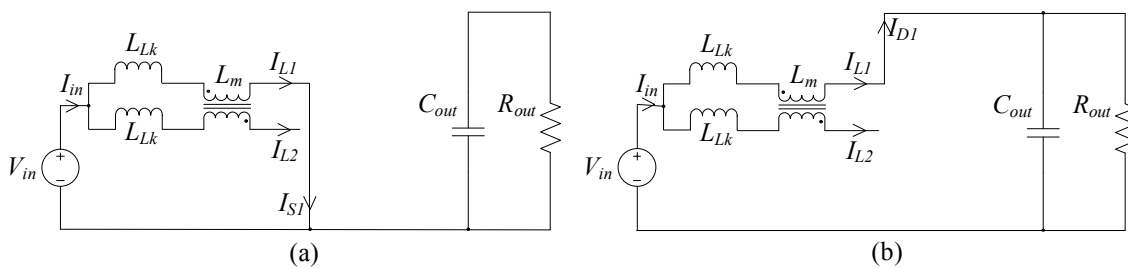 L_Lk
I_in
L_m
I_L1
L_Lk
I_L2
V_in
+
−
I_S1
C_out
R_out
(a)
I_D1
L_Lk
I_in
L_m
I_L1
L_Lk
I_L2
V_in
+
−
C_out
R_out
(b)